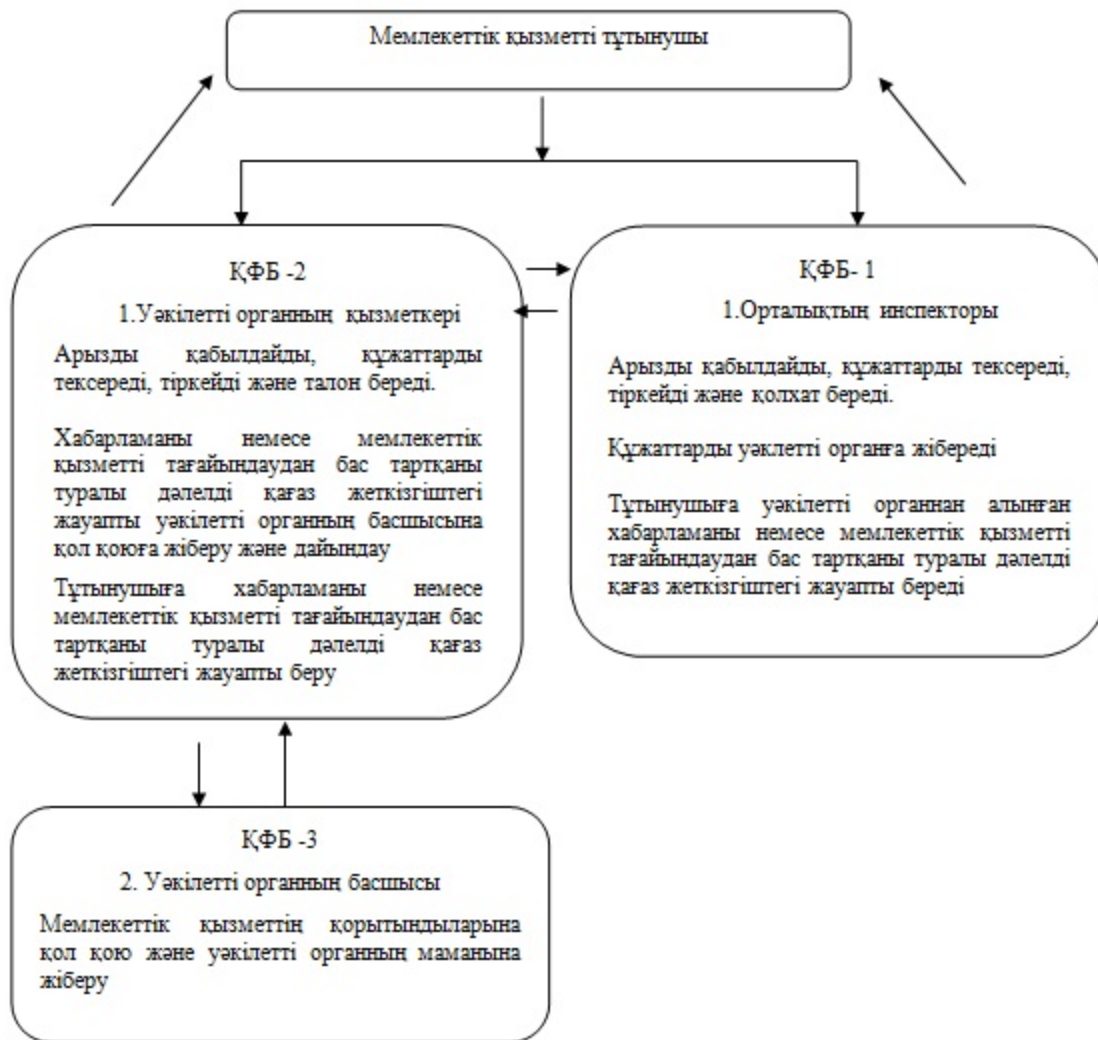 Мемлекеттік қызметті тұтынушы
ҚФБ -2
1.Уәкілетті органның қызметкері
Арызды қабылдайды, құжаттарды
тексереді, тіркейді және талон береді.
Хабарламаны немесе мемлекеттік
қызметті тағайындаудан бас тартқаны
туралы дәлелді қағаз жеткізгіштегі
жауапты уәкілетті органның басшысына
қол қоюға жіберу және дайындау
Тұтынушыға хабарламаны немесе
мемлекеттік қызметті тағайындаудан бас
тартқаны туралы дәлелді қағаз
жеткізгіштегі жауапты беру
ҚФБ- 1
1.Орталықтың инспекторы
Арызды қабылдайды, құжаттарды тексереді,
тіркейді және қолхат береді.
Құжаттарды уәклетті органға жібереді
Тұтынушыға уәкілетті органнан алынған
хабарламаны немесе мемлекеттік қызметті
тағайындаудан бас тартқаны туралы дәлелді
қағаз жеткізгіштегі жауапты береді
ҚФБ -3
2. Уәкілетті органның басшысы
Мемлекеттік қызметтің қорытындыларына
қол қою және уәкілетті органның маманына
жіберу